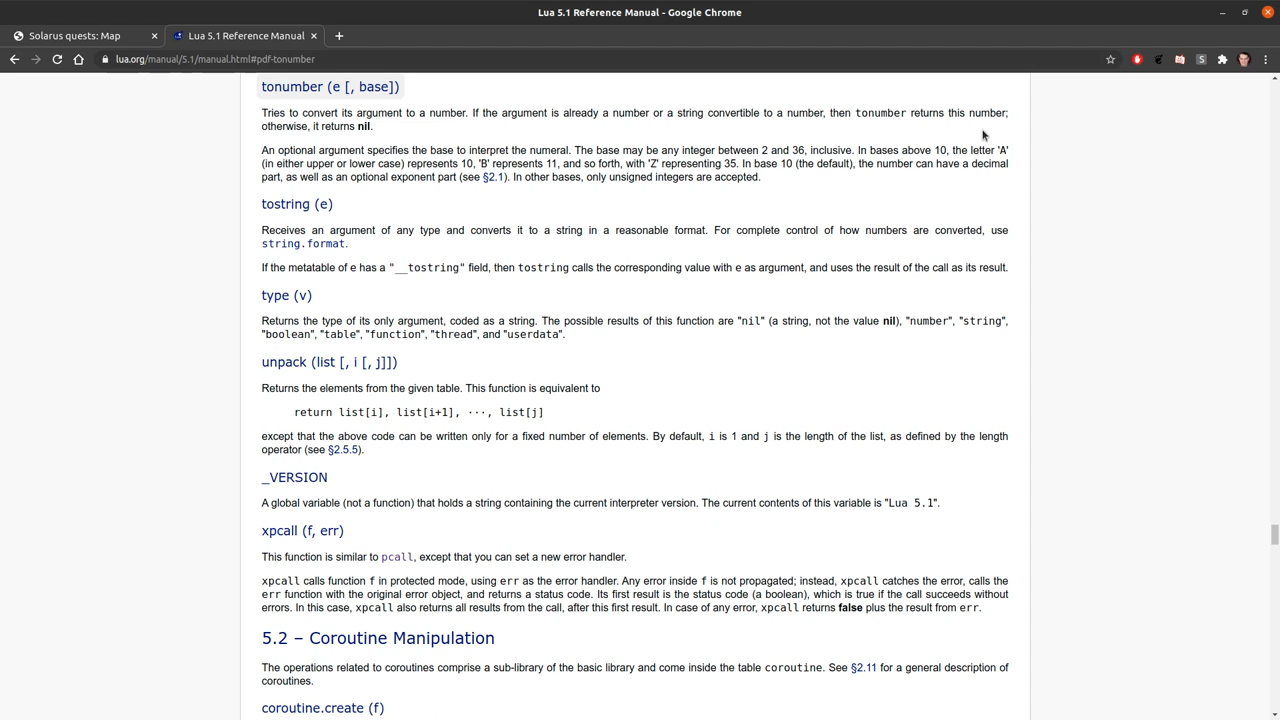 Lua 5.1 Reference Manual - Google Chrome
Solarus quests: Map
Lua 5.1 Reference Manual
lua.org/manual/5.1/manual.html#pdf-tonumber
tonumber (e [, base])
Tries to convert its argument to a number. If the argument is already a number or a string convertible to a number, then tonumber returns this number;
otherwise, it returns nil.
An optional argument specifies the base to interpret the numeral. The base may be any integer between 2 and 36, inclusive. In bases above 10, the letter 'A'
(in either upper or lower case) represents 10, 'B' represents 11, and so forth, with 'Z' representing 35. In base 10 (the default), the number can have a decimal
part, as well as an optional exponent part (see §2.1). In other bases, only unsigned integers are accepted.
tostring (e)
Receives an argument of any type and converts it to a string in a reasonable format. For complete control of how numbers are converted, use
string.format.
If the metatable of e has a "__tostring" field, then tostring calls the corresponding value with e as argument, and uses the result of the call as its result.
type (v)
Returns the type of its only argument, coded as a string. The possible results of this function are "nil" (a string, not the value nil), "number", "string",
"boolean", "table", "function", "thread", and "userdata".
unpack (list [, i [, j]])
Returns the elements from the given table. This function is equivalent to
return list[i], list[i+1], ···, list[j]
except that the above code can be written only for a fixed number of elements. By default, i is 1 and j is the length of the list, as defined by the length
operator (see §2.5.5).
_VERSION
A global variable (not a function) that holds a string containing the current interpreter version. The current contents of this variable is "Lua 5.1".
xpcall (f, err)
This function is similar to pcall, except that you can set a new error handler.
xpcall calls function f in protected mode, using err as the error handler. Any error inside f is not propagated; instead, xpcall catches the error, calls the
err function with the original error object, and returns a status code. Its first result is the status code (a boolean), which is true if the call succeeds without
errors. In this case, xpcall also returns all results from the call, after this first result. In case of any error, xpcall returns false plus the result from err.
5.2 – Coroutine Manipulation
The operations related to coroutines comprise a sub-library of the basic library and come inside the table coroutine. See §2.11 for a general description of
coroutines.
coroutine.create (f)